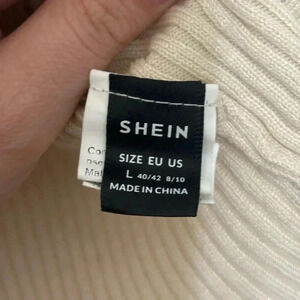 SHEIN
SIZE EU US
L 40/42 8/10
MADE IN CHINA